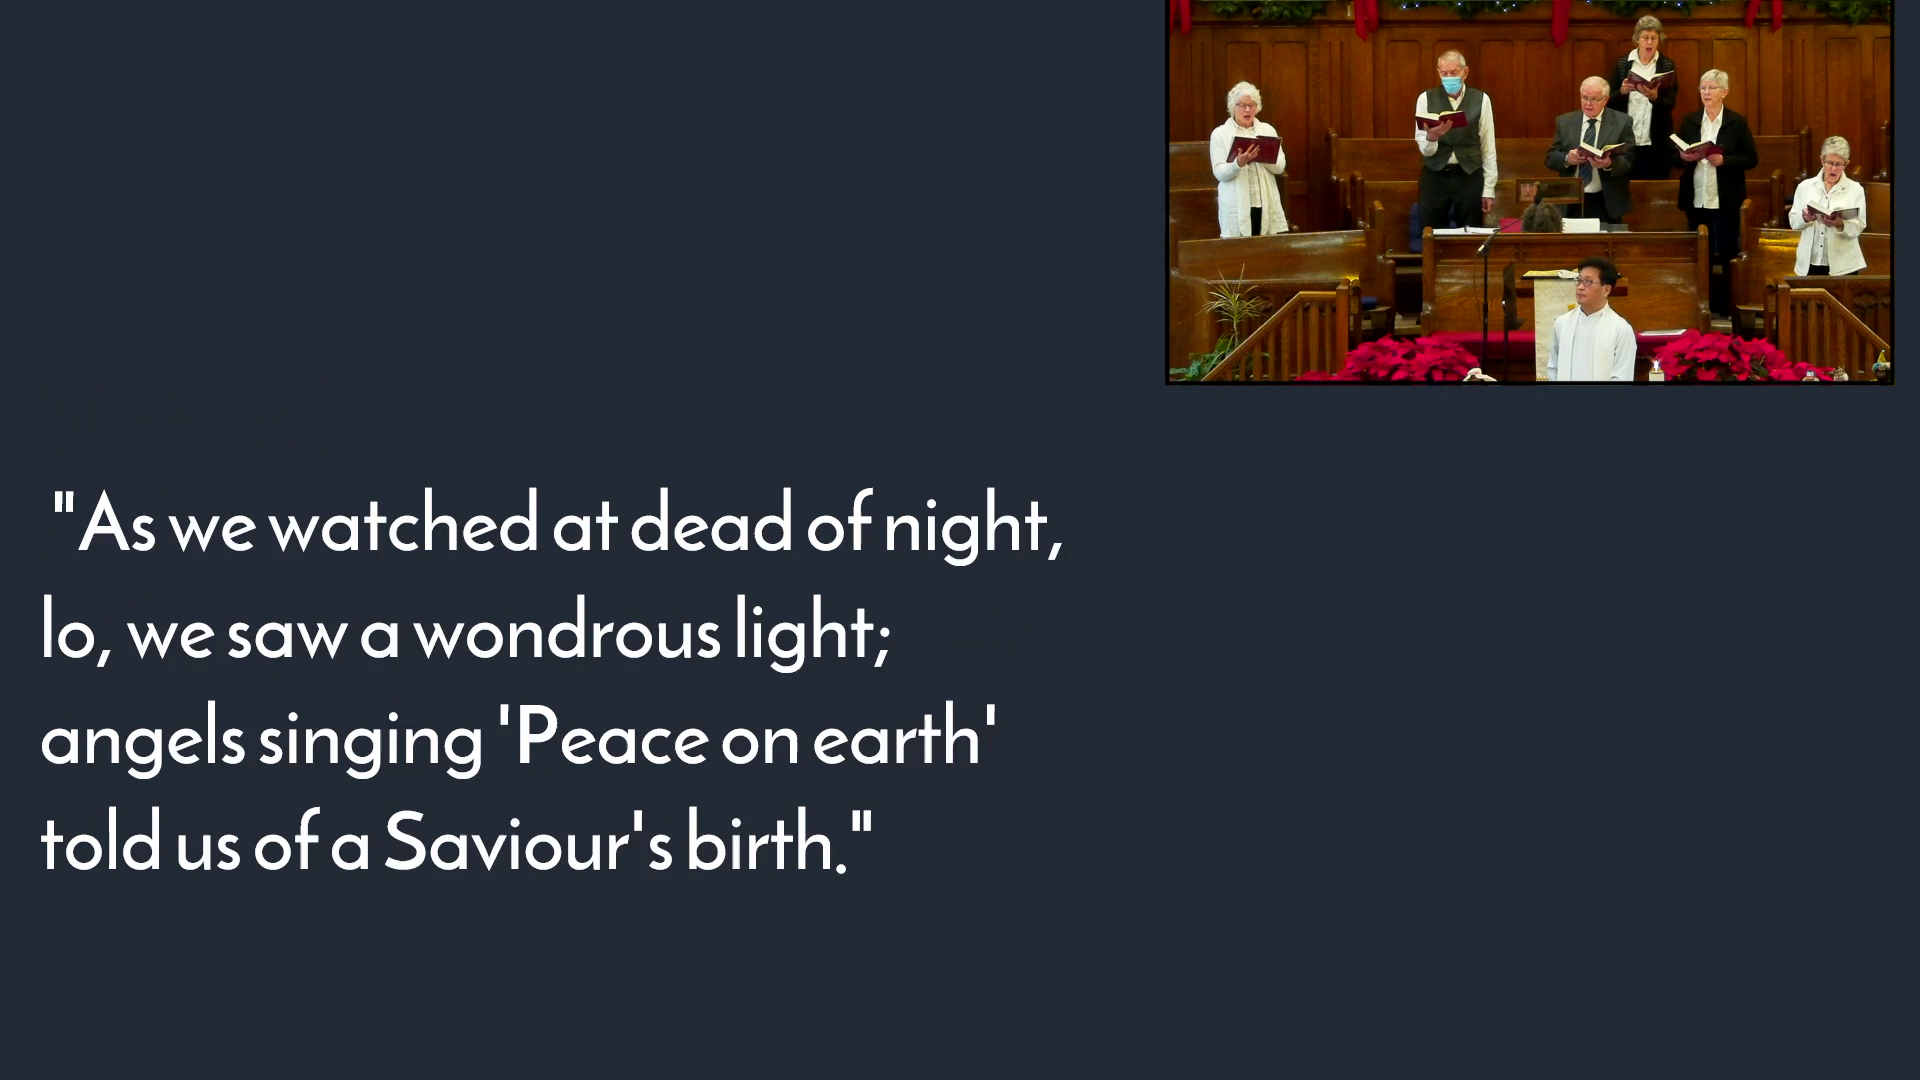 "As we watched at dead of night,
lo, we saw a wondrous light;
angels singing 'Peace on earth'
told us of a Saviour's birth."